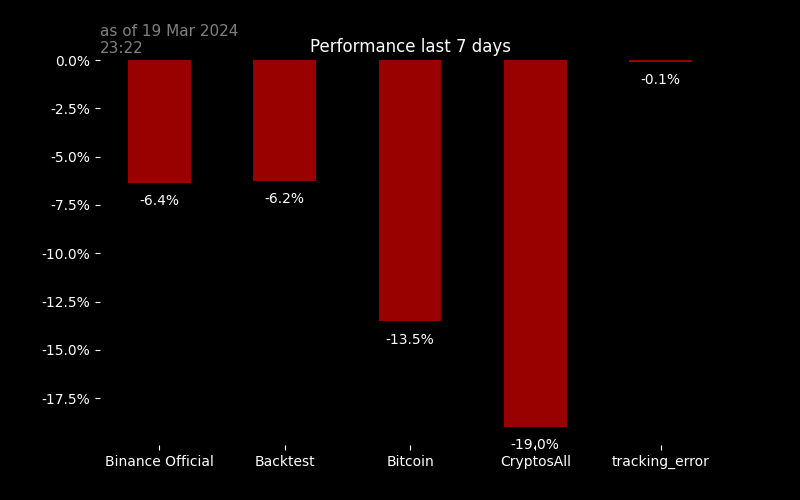 as of 19 Mar 2024
23:22
Performance last 7 days
0.0%
-2.5%
-5.0%
-7.5%
-10.0%
-12.5%
-15.0%
-17.5%
-6.4%
-6.2%
-13.5%
-19.0%
-0.1%
Binance Official
Backtest
Bitcoin
CryptosAll
tracking_error